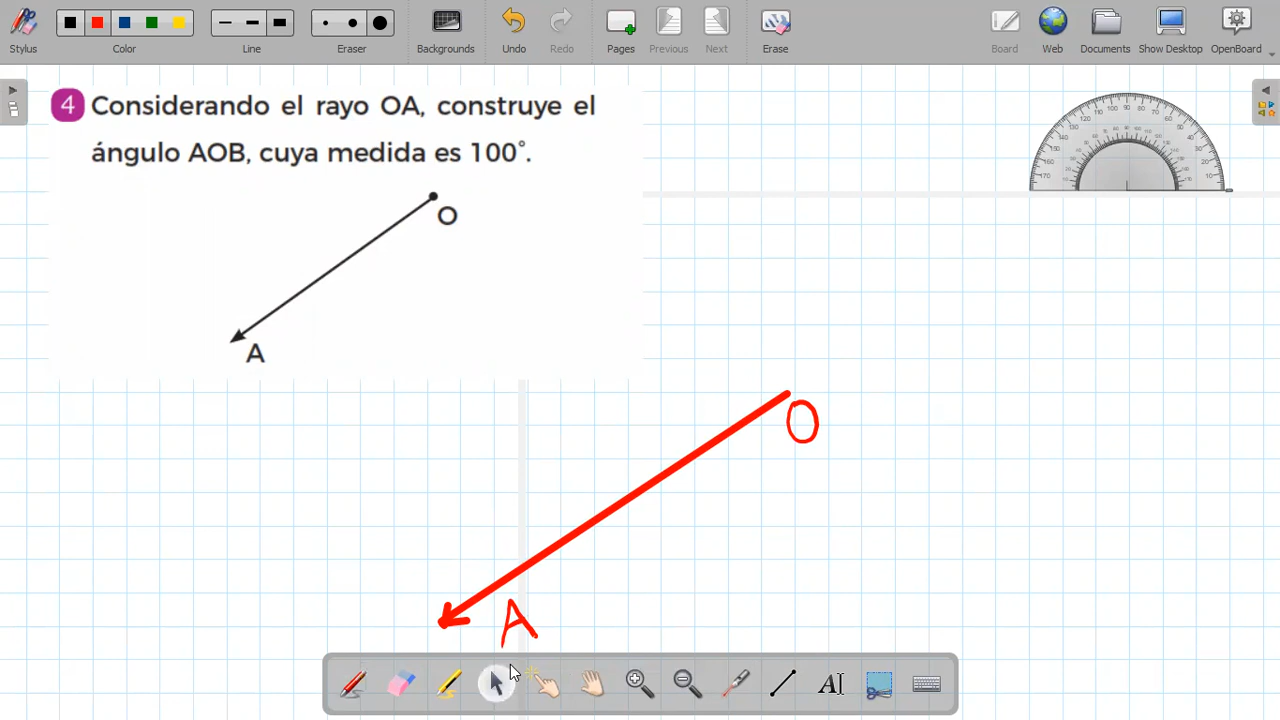 Stylus
Color
Line
Eraser
Backgrounds
Undo
Redo
Pages
Previous
Next
Erase
Board
Web
Documents
Show Desktop
OpenBoard
4 Considerando el rayo OA, construye el
ángulo AOB, cuya medida es 100°.
O
A
O
A